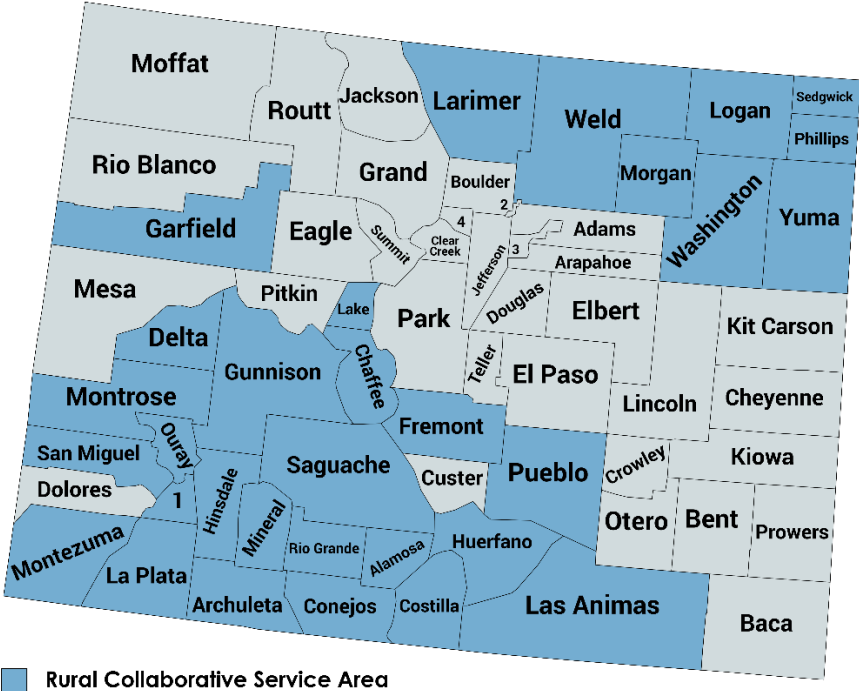 Moffat
Routt
Jackson
Larimer
Weld
Logan
Sedgwick
Phillips
Morgan
Rio Blanco
Grand
Boulder
2
Washington
Yuma
Garfield
Eagle
Summit
4
Clear
Creek
Jefferson
3
Adams
Arapahoe
Mesa
Pitkin
Lake
Park
Douglas
Elbert
Kit Carson
Delta
Gunnison
Chaffee
Teller
El Paso
Lincoln
Cheyenne
Montrose
Fremont
Ouray
San Miguel
Saguache
Custer
Pueblo
Crowley
Kiowa
Dolores
1
Hinsdale
Mineral
Otero
Bent
Prowers
Montezuma
La Plata
Rio Grande
Alamosa
Huerfano
Archuleta
Conejos
Costilla
Las Animas
Baca
Rural Collaborative Service Area